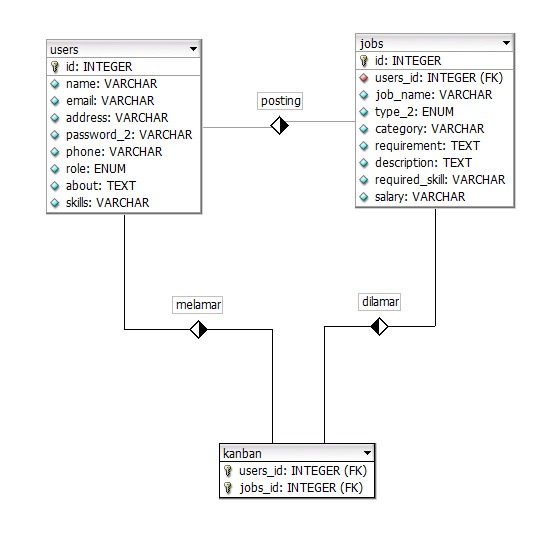 users
id: INTEGER
name: VARCHAR
email: VARCHAR
address: VARCHAR
password_2: VARCHAR
phone: VARCHAR
role: ENUM
about: TEXT
skills: VARCHAR
posting
jobs
id: INTEGER
users_id: INTEGER (FK)
job_name: VARCHAR
type_2: ENUM
category: VARCHAR
requirement: TEXT
description: TEXT
required_skill: VARCHAR
salary: VARCHAR
melamar
dilamar
kanban
users_id: INTEGER (FK)
jobs_id: INTEGER (FK)